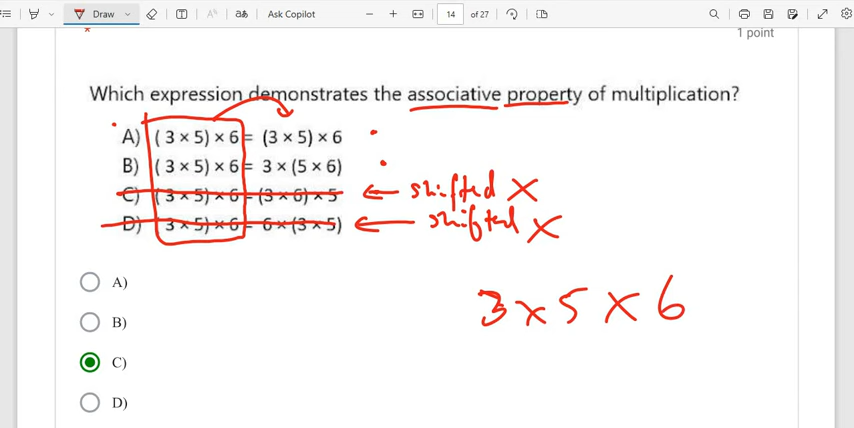 Draw
A
aあ
Ask Copilot
14
of 27
*
1 point
Which expression demonstrates the associative property of multiplication?
A) ( 3 × 5) × 6 = (3 × 5) × 6
B) ( 3 × 5) × 6 = 3 × (5 × 6)
C) ( 3 × 5) × 6 = (3 × 6) × 5 ← shifted X
D) ( 3 × 5) × 6 = 6 × (3 × 5) ← shifted X
3 × 5 × 6
A)
B)
C)
D)